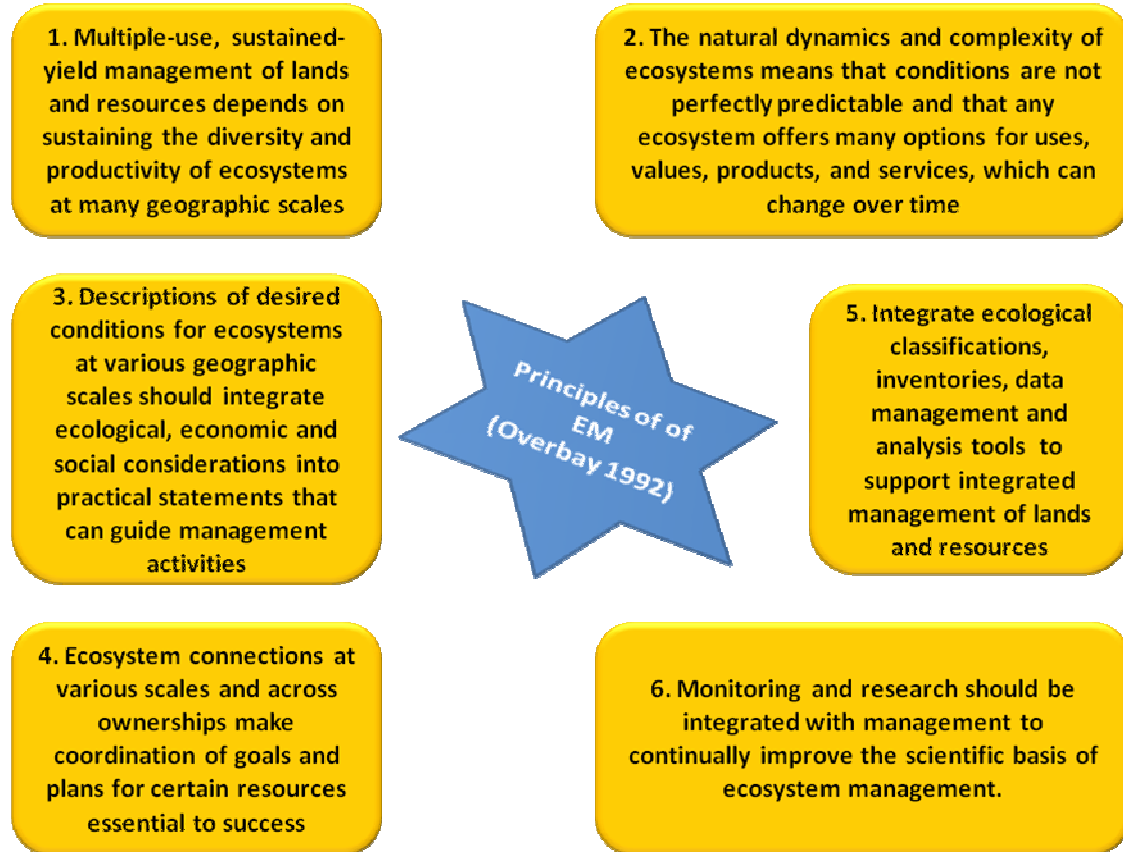 1. Multiple-use, sustained-
yield management of lands
and resources depends on
sustaining the diversity and
productivity of ecosystems
at many geographic scales
2. The natural dynamics and complexity of
ecosystems means that conditions are not
perfectly predictable and that any
ecosystem offers many options for uses,
values, products, and services, which can
change over time
3. Descriptions of desired
conditions for ecosystems
at various geographic
scales should integrate
ecological, economic and
social considerations into
practical statements that
can guide management
activities
Principles of of
EM
(Overbay 1992)
5. Integrate ecological
classifications,
inventories, data
management and
analysis tools to
support integrated
management of lands
and resources
4. Ecosystem connections at
various scales and across
ownerships make
coordination of goals and
plans for certain resources
essential to success
6. Monitoring and research should be
integrated with management to
continually improve the scientific basis of
ecosystem management.